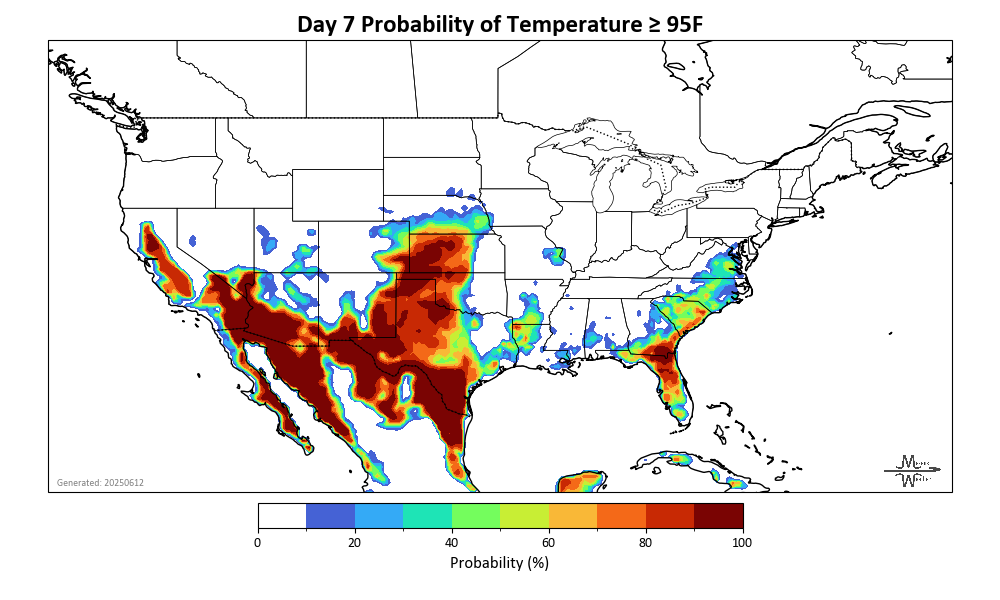 Day 7 Probability of Temperature ≥ 95F
Generated: 20250612
0 20 40 60 80 100
Probability (%)